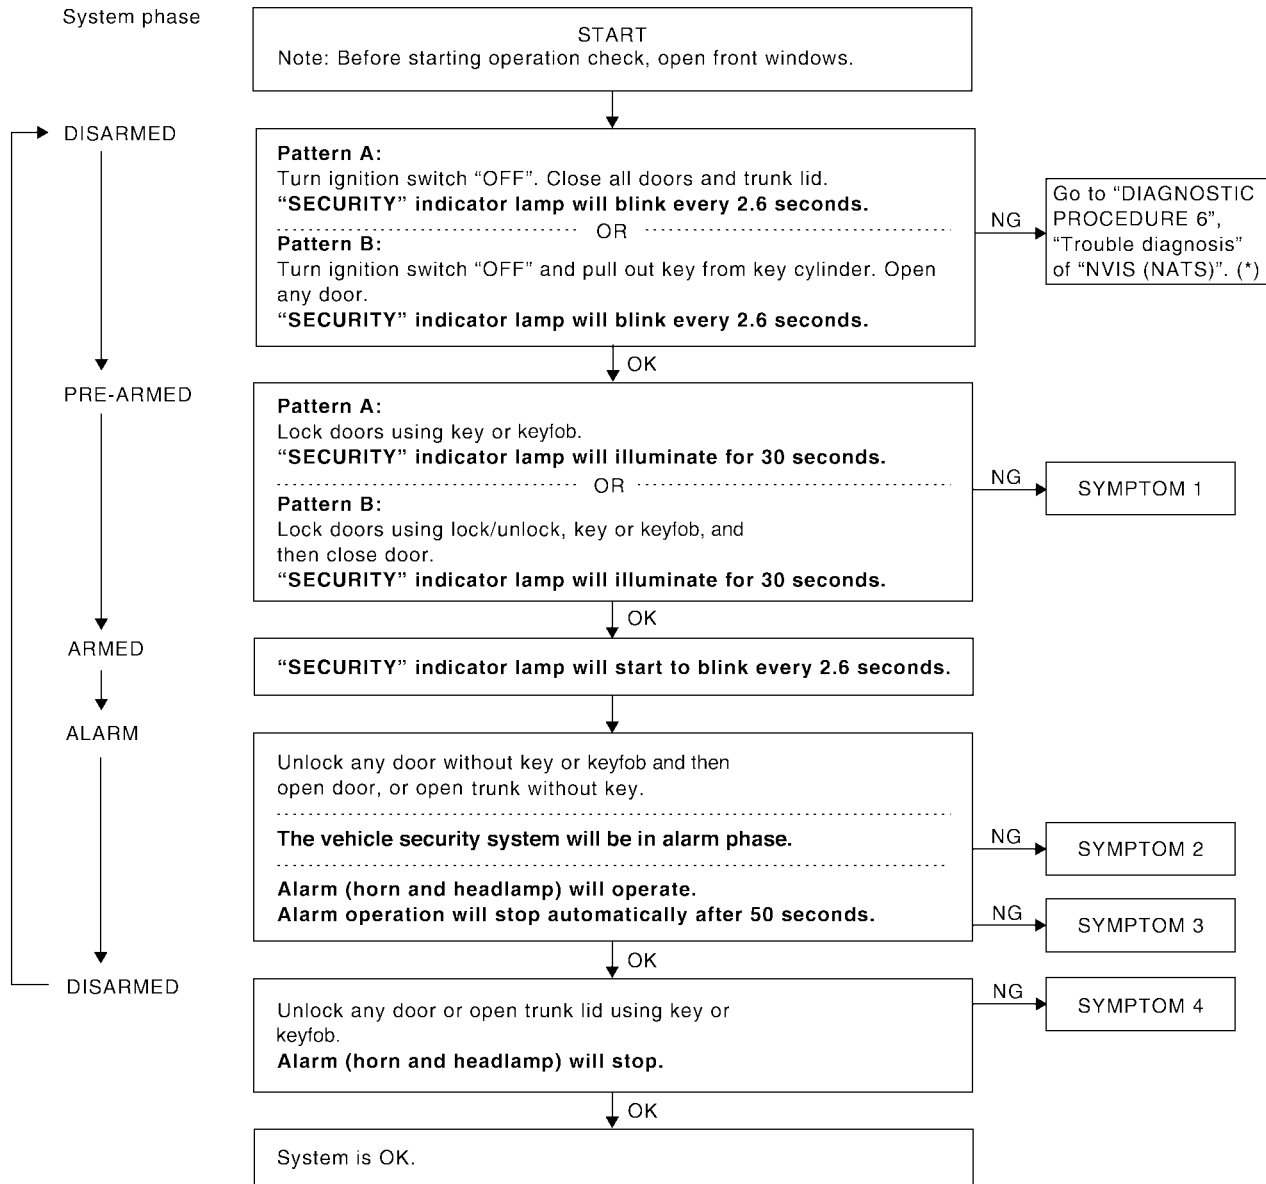 System phase
START
Note: Before starting operation check, open front windows.
DISARMED
Pattern A:
Turn ignition switch “OFF”. Close all doors and trunk lid.
“SECURITY” indicator lamp will blink every 2.6 seconds.
OR
Pattern B:
Turn ignition switch “OFF” and pull out key from key cylinder. Open
any door.
“SECURITY” indicator lamp will blink every 2.6 seconds.
NG
Go to “DIAGNOSTIC
PROCEDURE 6”,
“Trouble diagnosis”
of “NVIS (NATS)”. (*)
OK
PRE-ARMED
Pattern A:
Lock doors using key or keyfob.
“SECURITY” indicator lamp will illuminate for 30 seconds.
OR
Pattern B:
Lock doors using lock/unlock, key or keyfob, and
then close door.
“SECURITY” indicator lamp will illuminate for 30 seconds.
NG
SYMPTOM 1
OK
ARMED
“SECURITY” indicator lamp will start to blink every 2.6 seconds.
ALARM
Unlock any door without key or keyfob and then
open door, or open trunk without key.
The vehicle security system will be in alarm phase.
NG
SYMPTOM 2
Alarm (horn and headlamp) will operate.
Alarm operation will stop automatically after 50 seconds.
NG
SYMPTOM 3
OK
DISARMED
Unlock any door or open trunk lid using key or
keyfob.
Alarm (horn and headlamp) will stop.
NG
SYMPTOM 4
OK
System is OK.